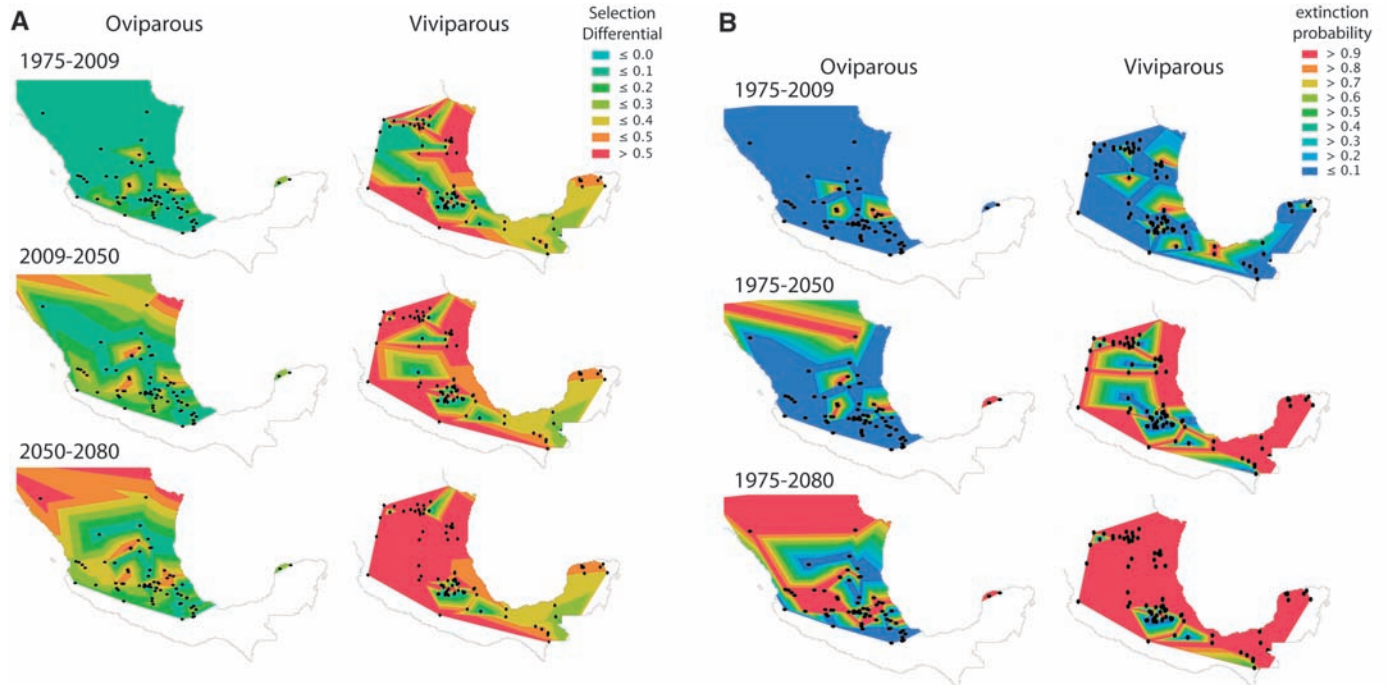 A
Oviparous
Viviparous
Selection
Differential
≤ 0.0
≤ 0.1
≤ 0.2
≤ 0.3
≤ 0.4
≤ 0.5
> 0.5
1975-2009
2009-2050
2050-2080
B
Oviparous
Viviparous
extinction
probability
> 0.9
> 0.8
> 0.7
> 0.6
> 0.5
> 0.4
> 0.3
> 0.2
≤ 0.1
1975-2009
1975-2050
1975-2080